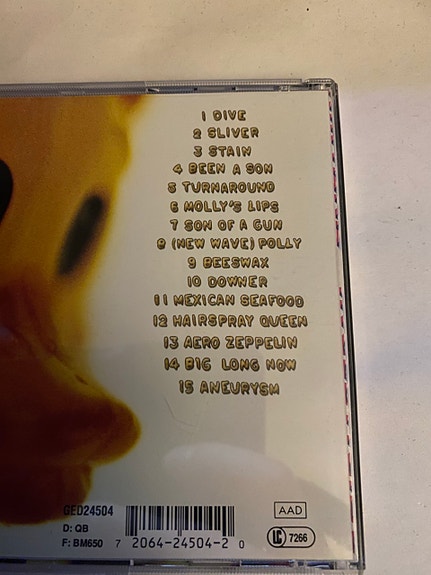 1 DIVE
2 SLIVER
3 STAIN
4 BEEN A SON
5 TURNAROUND
6 MOLLY'S LIPS
7 SON OF A GUN
8 (NEW WAVE) POLLY
9 BEESWAX
10 DOWNER
11 MEXICAN SEAFOOD
12 HAIRSPRAY QUEEN
13 AERO ZEPPELIN
14 BIG LONG NOW
15 ANEURYSM
GED24504
D: QB
F: BM650
7 2064-24504-2 0
AAD
LC 7266